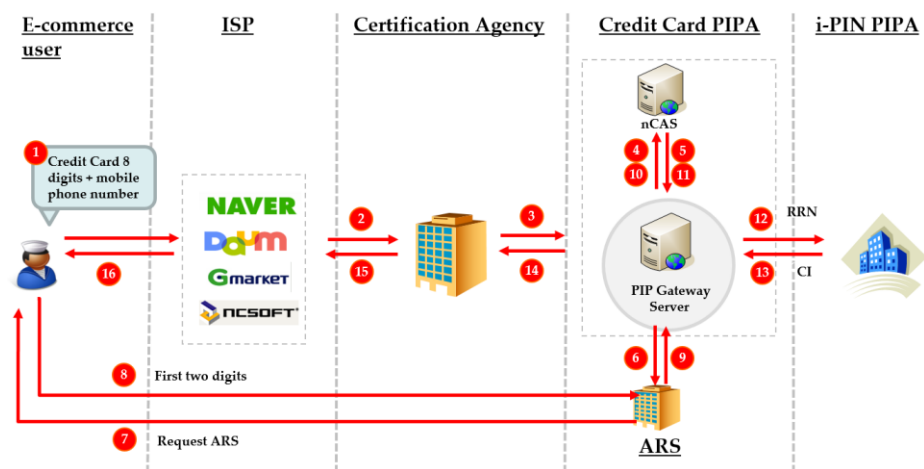 E-commerce
user
ISP
Certification Agency
Credit Card PIPA
i-PIN PIPA
nCAS
1
Credit Card 8
digits + mobile
phone number
4
5
10
11
NAVER
Daum
Gmarket
NCSOFT
2
3
12
RRN
16
15
14
13
CI
PIP Gateway
Server
6
9
8
First two digits
7
Request ARS
ARS